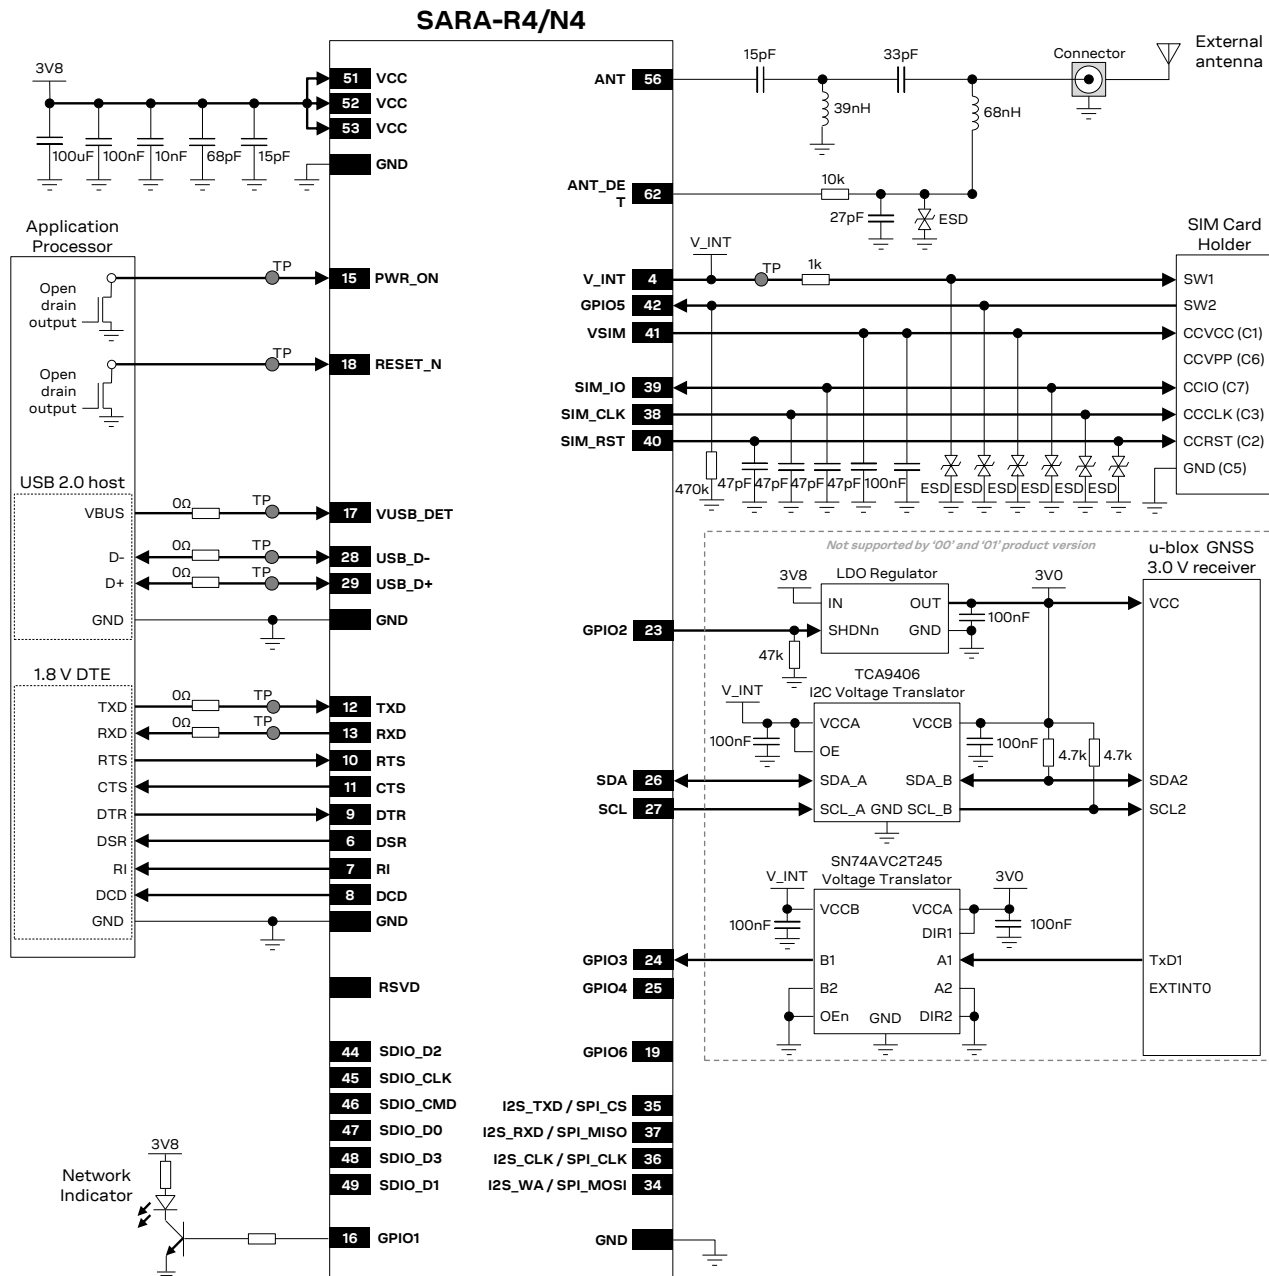 SARA-R4/N4
3V8
100uF 100nF 10nF 68pF 15pF
51 VCC
52 VCC
53 VCC
GND
Application
Processor
Open
drain
output
TP
15 PWR_ON
Open
drain
output
TP
18 RESET_N
USB 2.0 host
VBUS 0Ω TP 17 VUSB_DET
D- 0Ω TP 28 USB_D-
D+ 0Ω TP 29 USB_D+
GND GND
1.8 V DTE
TXD 0Ω TP 12 TXD
RXD 0Ω TP 13 RXD
RTS 10 RTS
CTS 11 CTS
DTR 9 DTR
DSR 6 DSR
RI 7 RI
DCD 8 DCD
GND GND
RSVD
44 SDIO_D2
45 SDIO_CLK
46 SDIO_CMD
47 SDIO_D0
48 SDIO_D3
49 SDIO_D1
3V8
Network
Indicator
16 GPIO1
ANT 56
15pF 33pF
39nH 68nH
Connector
External
antenna
ANT_DE
T
62
10k
27pF ESD
SIM Card
Holder
V_INT
V_INT 4 TP 1k SW1
GPIO5 42 SW2
VSIM 41 CCVCC (C1)
CCVPP (C6)
SIM_IO 39 CCIO (C7)
SIM_CLK 38 CCCLK (C3)
SIM_RST 40 CCRST (C2)
GND (C5)
470k 47pF 47pF 47pF 47pF 100nF ESD ESD ESD ESD ESD ESD
Not supported by ‘00’ and ‘01’ product version
u-blox GNSS
3.0 V receiver
3V8 LDO Regulator 3V0
IN OUT VCC
100nF
GPIO2 23 SHDNn GND
47k
TCA9406
I2C Voltage Translator
V_INT
VCCA VCCB
100nF 100nF 4.7k 4.7k
OE
SDA 26 SDA_A SDA_B SDA2
SCL 27 SCL_A GND SCL_B SCL2
SN74AVC2T245
Voltage Translator
V_INT 3V0
VCCB VCCA
100nF 100nF
DIR1
GPIO3 24 B1 A1 TxD1
GPIO4 25 B2 A2 EXTINT0
OEn GND DIR2
GPIO6 19
I2S_TXD / SPI_CS 35
I2S_RXD / SPI_MISO 37
I2S_CLK / SPI_CLK 36
I2S_WA / SPI_MOSI 34
GND